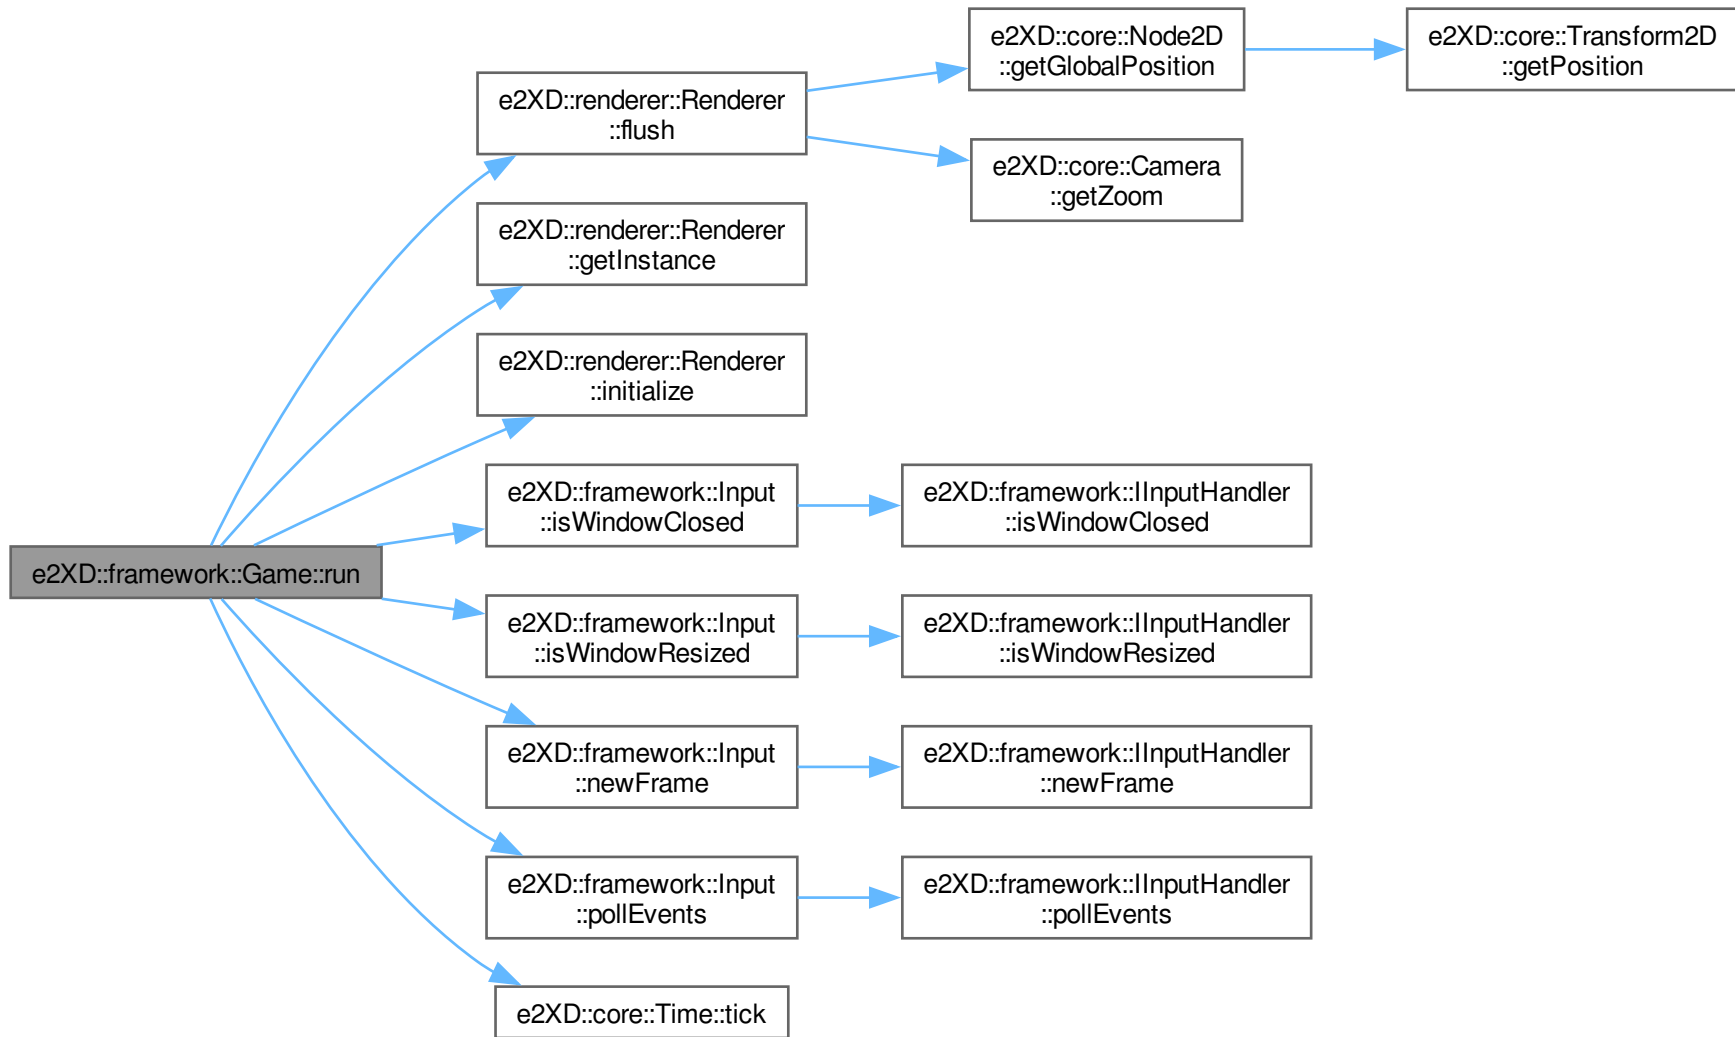 e2XD::framework::Game::run
e2XD::renderer::Renderer
::flush
e2XD::renderer::Renderer
::getInstance
e2XD::renderer::Renderer
::initialize
e2XD::framework::Input
::isWindowClosed
e2XD::framework::Input
::isWindowResized
e2XD::framework::Input
::newFrame
e2XD::framework::Input
::pollEvents
e2XD::core::Time::tick
e2XD::core::Node2D
::getGlobalPosition
e2XD::core::Camera
::getZoom
e2XD::framework::IInputHandler
::isWindowClosed
e2XD::framework::IInputHandler
::isWindowResized
e2XD::framework::IInputHandler
::newFrame
e2XD::framework::IInputHandler
::pollEvents
e2XD::core::Transform2D
::getPosition